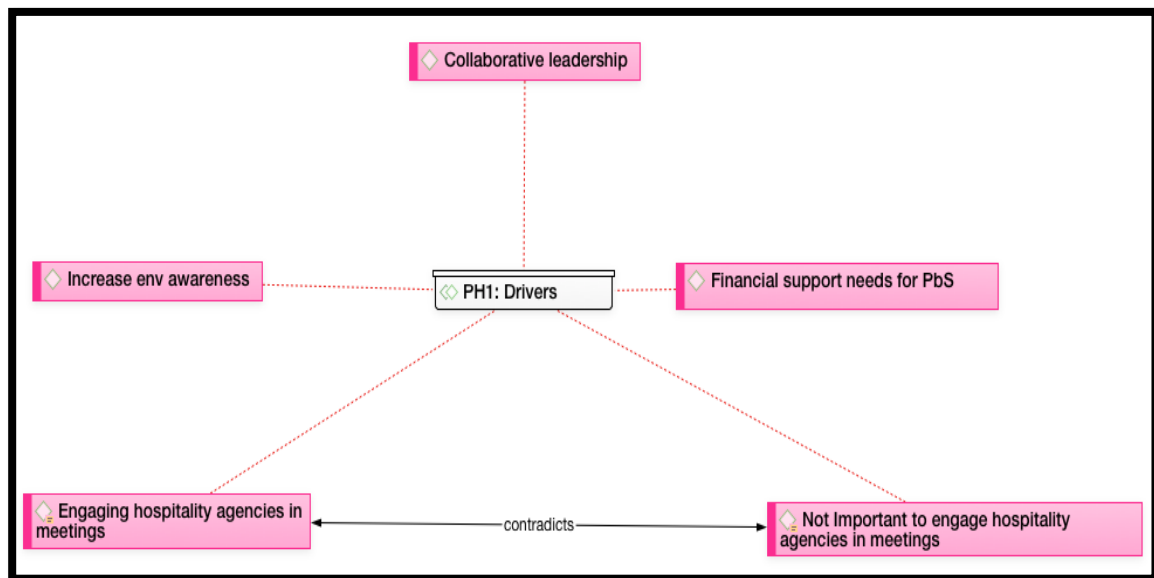 Collaborative leadership
Increase env awareness
PH1: Drivers
Financial support needs for PbS
Engaging hospitality agencies in
meetings
contradicts
Not Important to engage hospitality
agencies in meetings